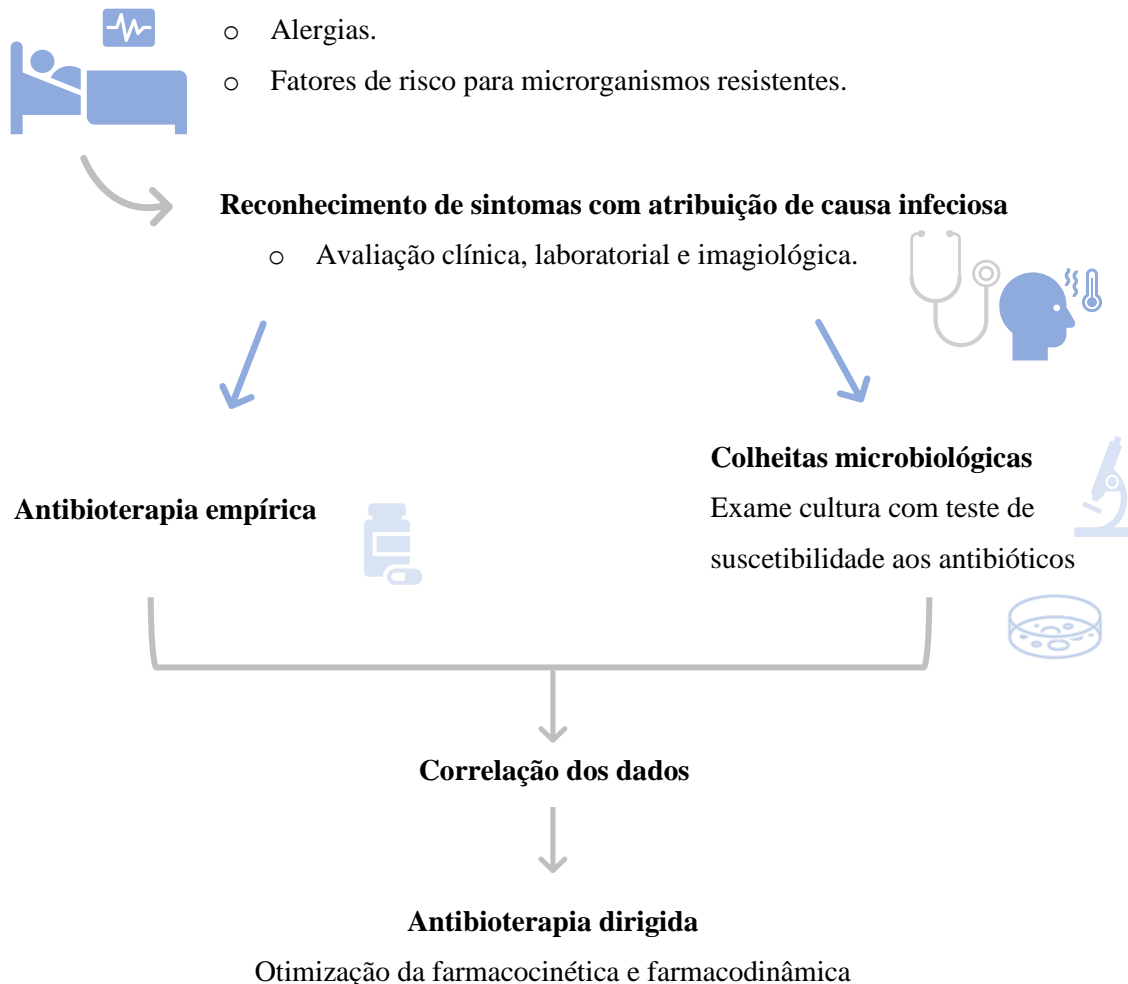 o Alergias.
o Fatores de risco para microrganismos resistentes.
Reconhecimento de sintomas com atribuição de causa infeciosa
o Avaliação clínica, laboratorial e imagiológica.
Antibioterapia empírica
Colheitas microbiológicas
Exame cultura com teste de
suscetibilidade aos antibióticos
Correlação dos dados
Antibioterapia dirigida
Otimização da farmacocinética e farmacodinâmica